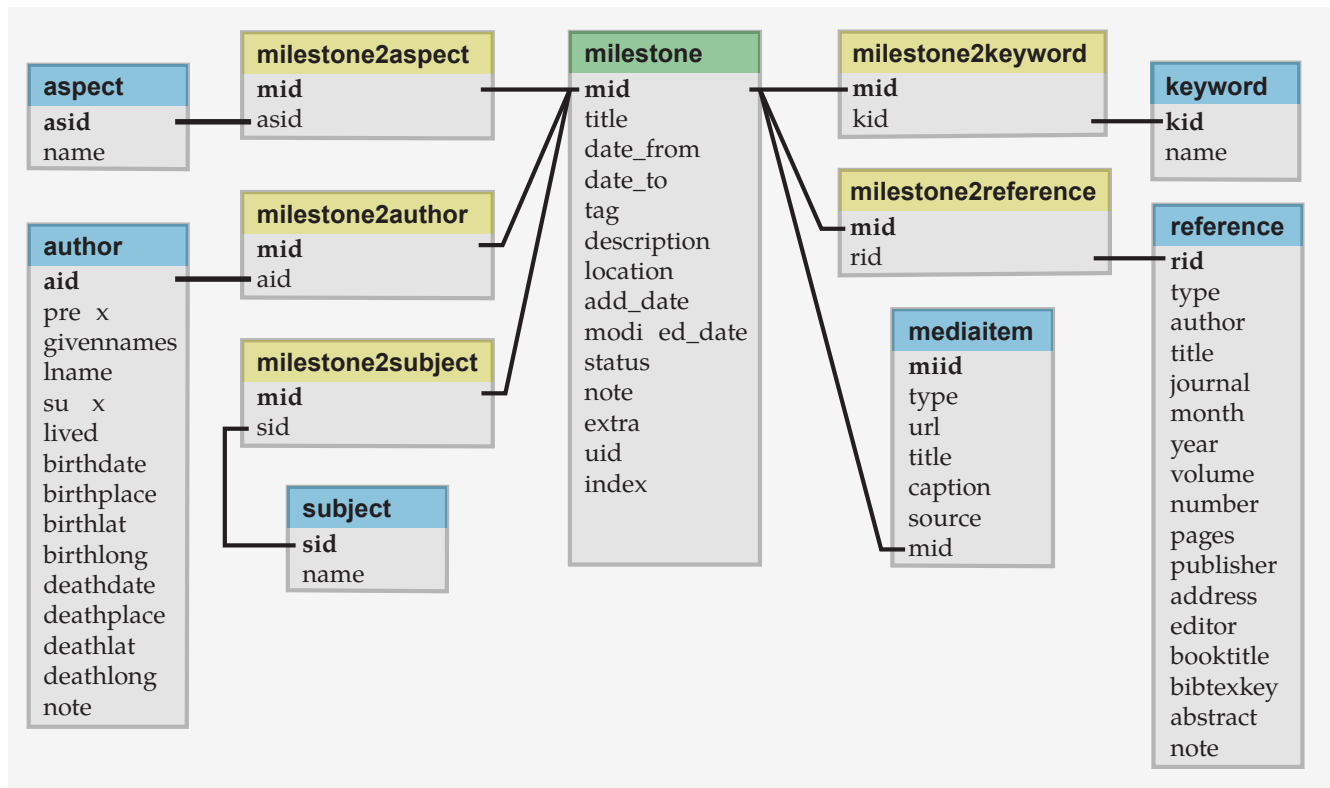 aspect
asid
name
author
aid
pre x
givennames
lname
su x
lived
birthdate
birthplace
birthlat
birthlong
deathdate
deathplace
deathlat
deathlong
note
milestone2aspect
mid
asid
milestone2author
mid
aid
milestone2subject
mid
sid
subject
sid
name
milestone
mid
title
date_from
date_to
tag
description
location
add_date
modi ed_date
status
note
extra
uid
index
milestone2keyword
mid
kid
milestone2reference
mid
rid
mediaitem
miid
type
url
title
caption
source
mid
keyword
kid
name
reference
rid
type
author
title
journal
month
year
volume
number
pages
publisher
address
editor
booktitle
bibtexkey
abstract
note